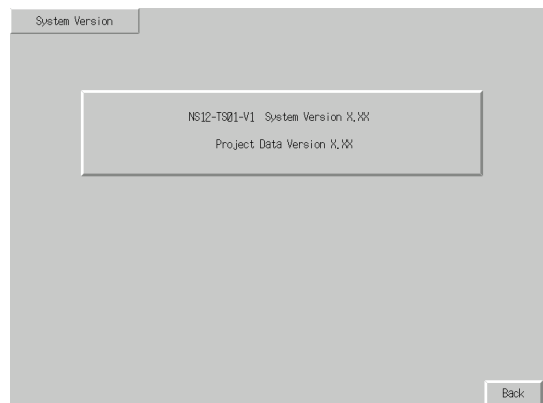 System Version
NS12-TS01-V1 System Version X.XX
Project Data Version X.XX
Back